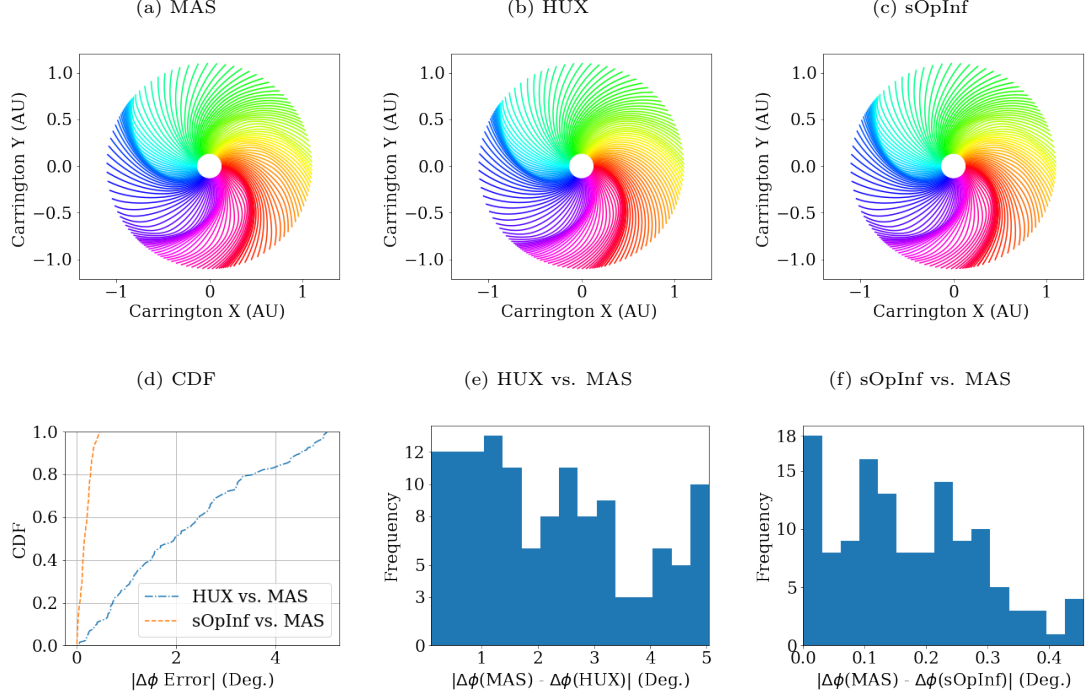 (a) MAS
(b) HUX
(c) sOpInf
1.0
0.5
0.0
−0.5
−1.0
Carrington Y (AU)
−1
0
1
Carrington X (AU)
1.0
0.5
0.0
−0.5
−1.0
Carrington Y (AU)
−1
0
1
Carrington X (AU)
1.0
0.5
0.0
−0.5
−1.0
Carrington Y (AU)
−1
0
1
Carrington X (AU)
(d) CDF
(e) HUX vs. MAS
(f) sOpInf vs. MAS
1.0
0.8
0.6
0.4
0.2
0.0
CDF
HUX vs. MAS
sOpInf vs. MAS
0
2
4
|Δϕ Error| (Deg.)
12
10
8
5
3
0
Frequency
1
2
3
4
5
|Δϕ(MAS) - Δϕ(HUX)| (Deg.)
18
15
10
5
0
Frequency
0.0
0.1
0.2
0.3
0.4
|Δϕ(MAS) - Δϕ(sOpInf)| (Deg.)